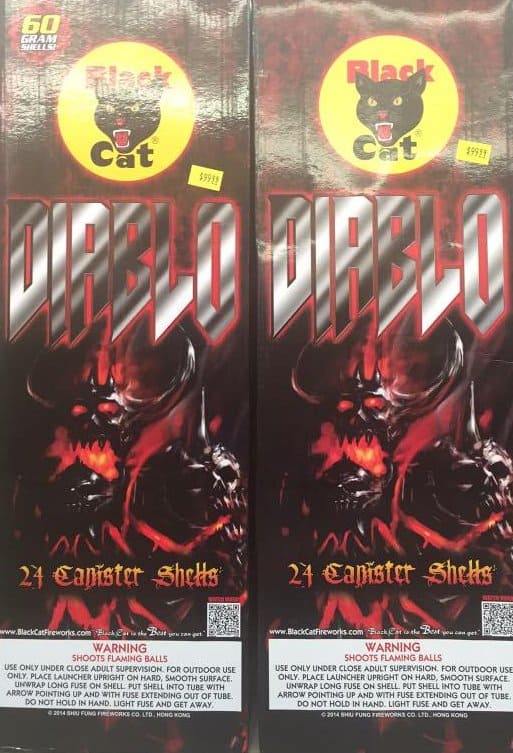 60
GRAM
SHELLS!
Black
Cat®
$99.99
DIABLO
24 Canister Shells
www.BlackCatFireworks.com "Black Cat is the Best you can get"
WARNING
SHOOTS FLAMING BALLS
USE ONLY UNDER CLOSE ADULT SUPERVISION. FOR OUTDOOR USE
ONLY. PLACE LAUNCHER UPRIGHT ON HARD, SMOOTH SURFACE.
UNWRAP LONG FUSE ON SHELL. PUT SHELL INTO TUBE WITH
ARROW POINTING UP AND WITH FUSE EXTENDING OUT OF TUBE.
DO NOT HOLD IN HAND. LIGHT FUSE AND GET AWAY.
© 2014 SHIU FUNG FIREWORKS CO. LTD., HONG KONG
Black
Cat®
$99.99
DIABLO
24 Canister Shells
www.BlackCatFireworks.com "Black Cat is the Best you can get"
WARNING
SHOOTS FLAMING BALLS
USE ONLY UNDER CLOSE ADULT SUPERVISION. FOR OUTDOOR USE
ONLY. PLACE LAUNCHER UPRIGHT ON HARD, SMOOTH SURFACE.
UNWRAP LONG FUSE ON SHELL. PUT SHELL INTO TUBE WITH
ARROW POINTING UP AND WITH FUSE EXTENDING OUT OF TUBE.
DO NOT HOLD IN HAND. LIGHT FUSE AND GET AWAY.
© 2014 SHIU FUNG FIREWORKS CO. LTD., HONG KONG